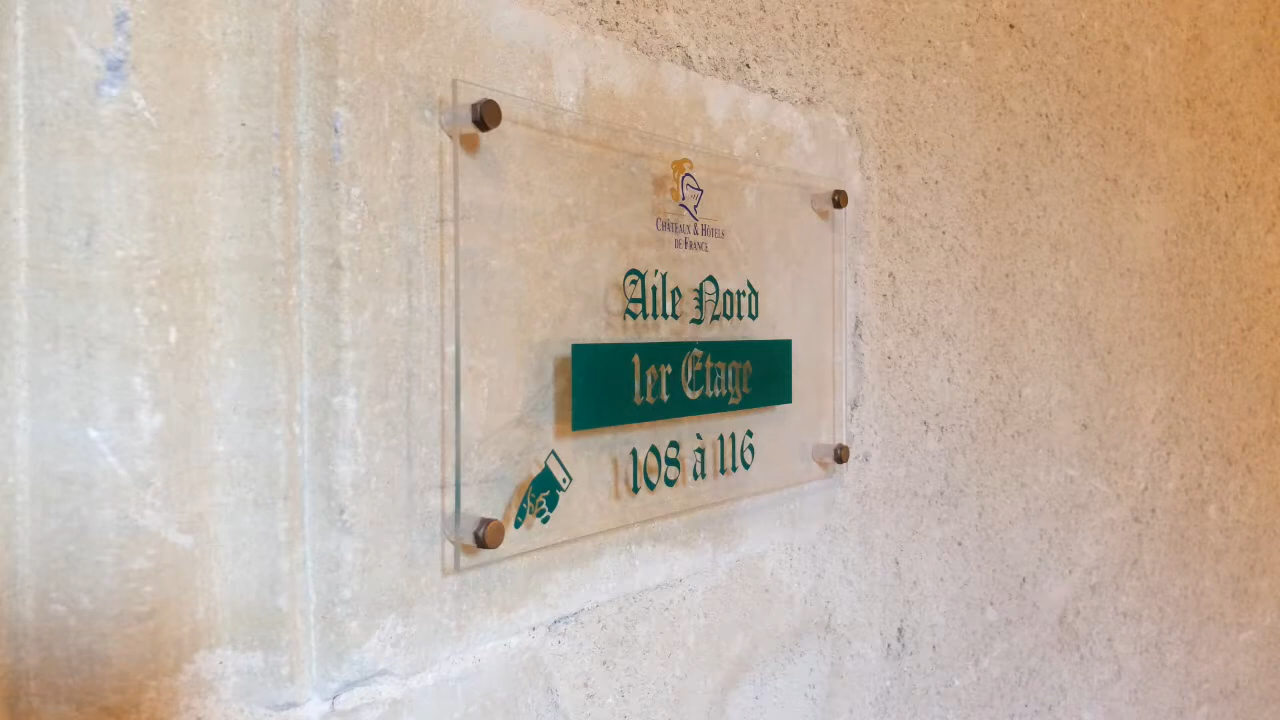 CHÂTEAUX & HÔTELS
DE FRANCE
Aile Nord
1er Etage
108 à 116